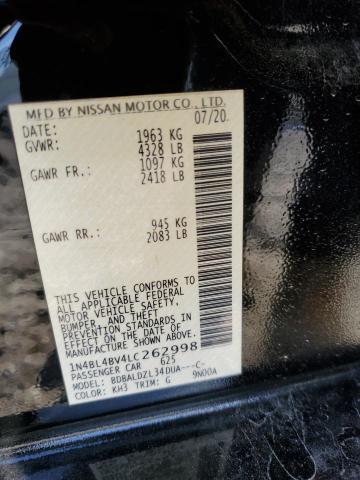 MFD BY NISSAN MOTOR CO., LTD.
DATE: 07/20
GVWR: 1963 KG
4328 LB
GAWR FR.: 1097 KG
2418 LB
GAWR RR.: 945 KG
2083 LB
THIS VEHICLE CONFORMS TO
ALL APPLICABLE FEDERAL
MOTOR VEHICLE SAFETY,
BUMPER, AND THEFT
PREVENTION STANDARDS IN
EFFECT ON THE DATE OF
MANUFACTURE SHOWN ABOVE.
1N4BL4BV4LC262998
PASSENGER CAR 625
MODEL: BDBALDZL34DUA---C-
COLOR: KH3 TRIM: G 9N00A